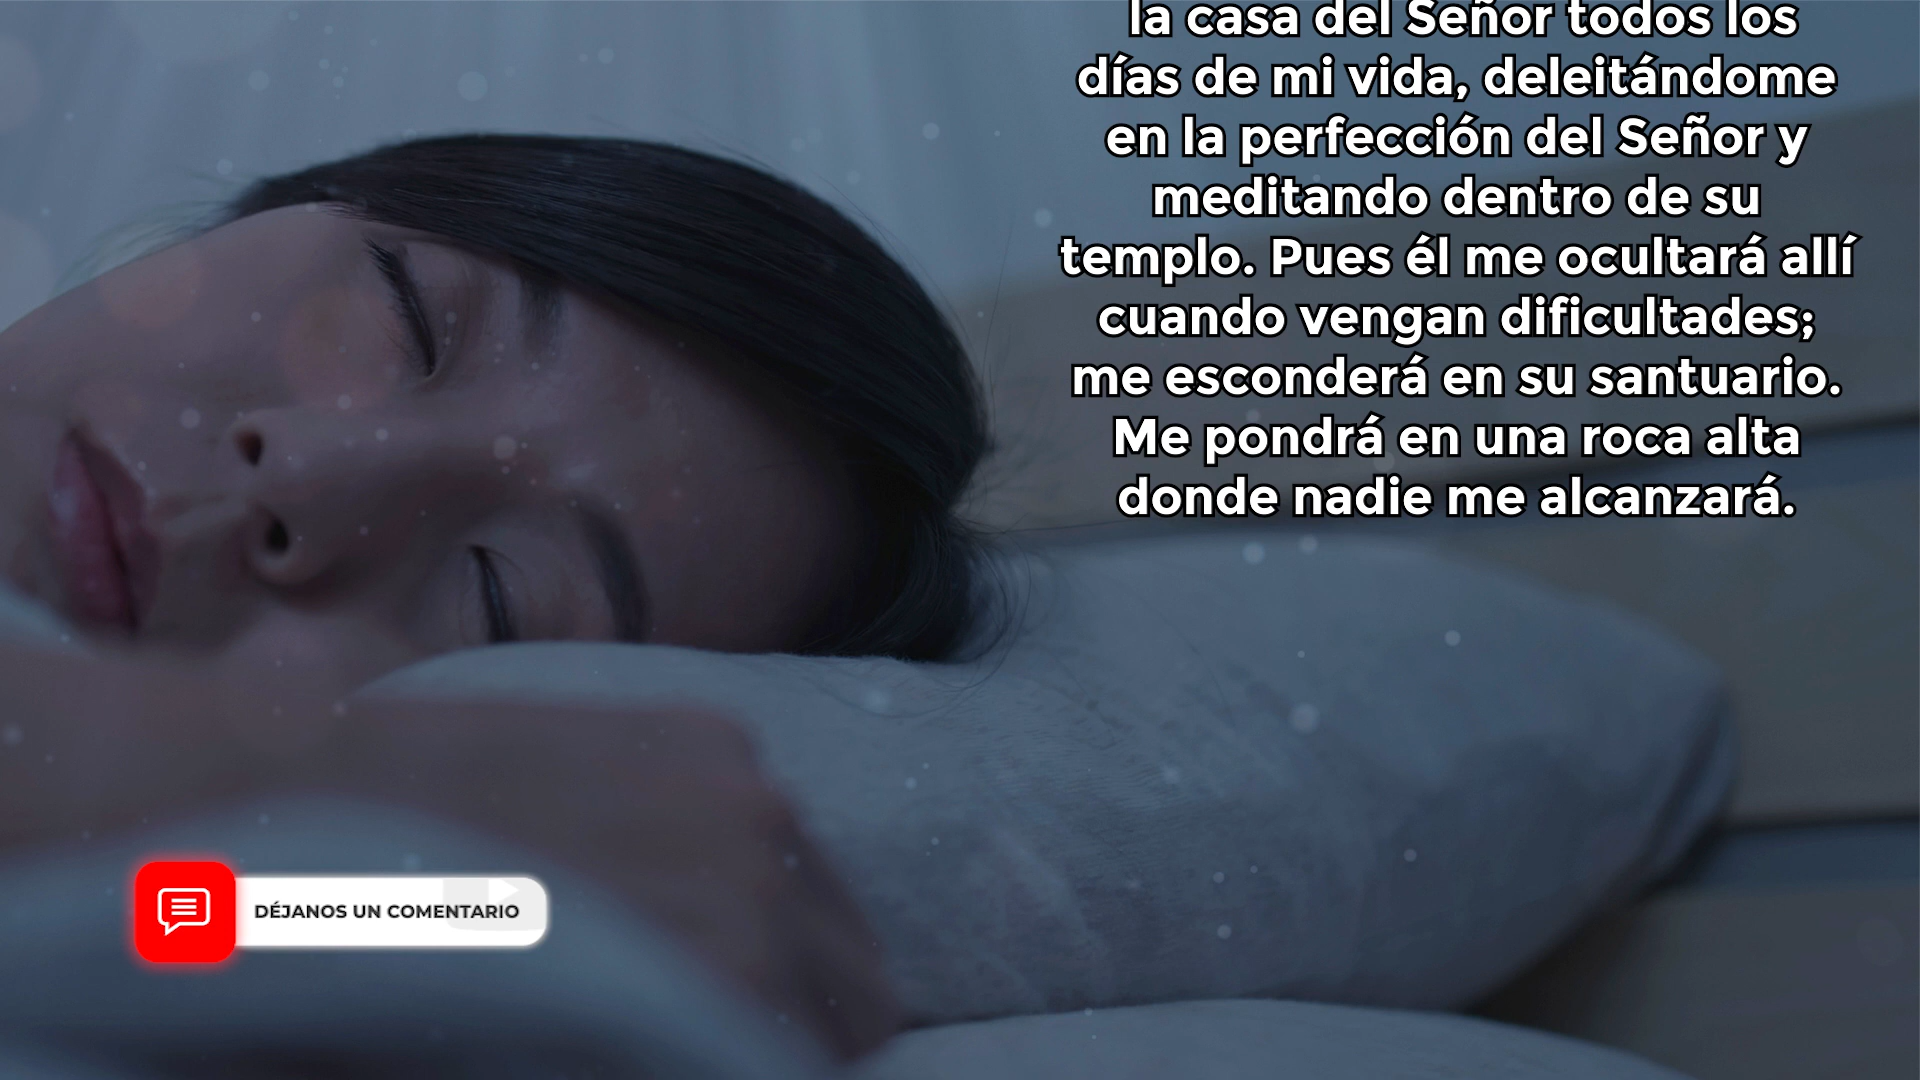 la casa del Señor todos los
días de mi vida, deleitándome
en la perfección del Señor y
meditando dentro de su
templo. Pues él me ocultará allí
cuando vengan dificultades;
me esconderá en su santuario.
Me pondrá en una roca alta
donde nadie me alcanzará.
DÉJANOS UN COMENTARIO